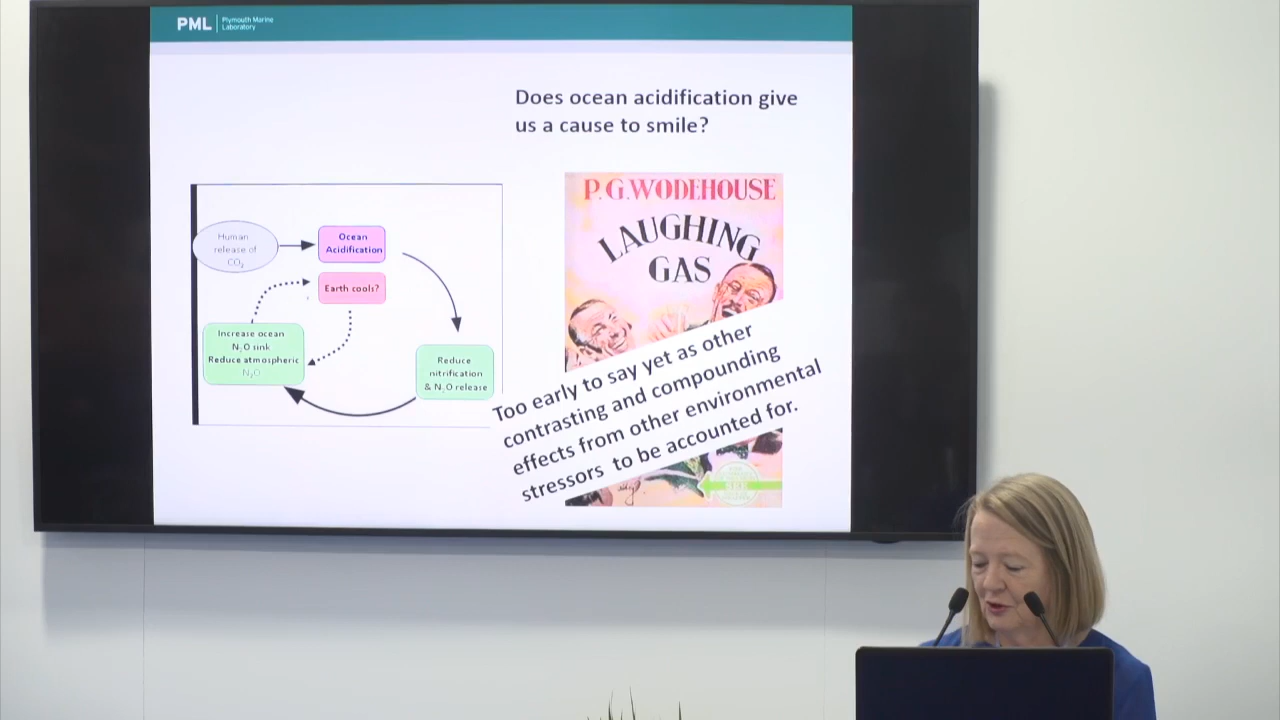 PML
Plymouth Marine
Laboratory
Does ocean acidification give
us a cause to smile?
Human
release of
CO₂
Ocean
Acidification
Earth cools?
Increase ocean
N₂O sink
Reduce atmospheric
N₂O
Reduce
nitrification
& N₂O release
P.G.WODEHOUSE
LAUGHING
GAS
Too early to say yet as other
contrasting and compounding
effects from other environmental
stressors to be accounted for.